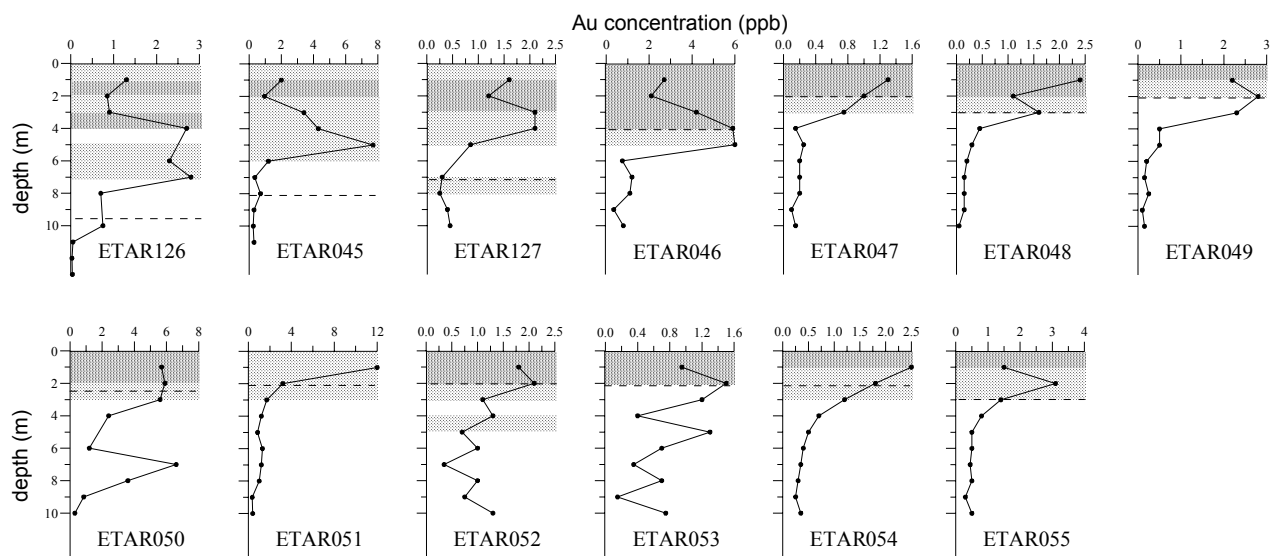 Au concentration (ppb)
0 1 2 3 0 2 4 6 8 0.0 0.5 1.0 1.5 2.0 2.5 0 2 4 6 0.0 0.4 0.8 1.2 1.6 0.0 0.5 1.0 1.5 2.0 2.5 0 1 2 3
0
2
4
6
8
10
depth (m)
ETAR126 ETAR045 ETAR127 ETAR046 ETAR047 ETAR048 ETAR049
0 2 4 6 8 0 4 8 12 0.0 0.5 1.0 1.5 2.0 2.5 0.0 0.4 0.8 1.2 1.6 0.0 0.5 1.0 1.5 2.0 2.5 0 1 2 3 4
0
2
4
6
8
10
depth (m)
ETAR050 ETAR051 ETAR052 ETAR053 ETAR054 ETAR055